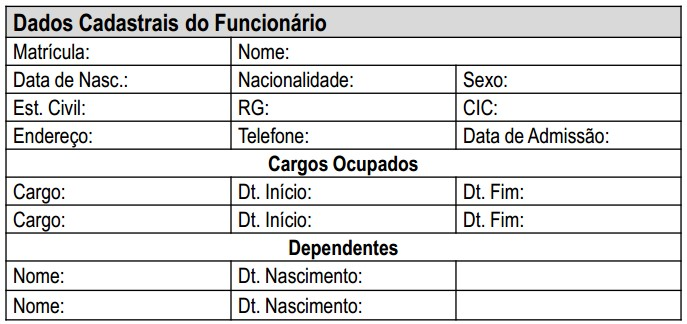 Dados Cadastrais do Funcionário
Matrícula: Nome:
Data de Nasc.: Nacionalidade: Sexo:
Est. Civil: RG: CIC:
Endereço: Telefone: Data de Admissão:
Cargos Ocupados
Cargo: Dt. Início: Dt. Fim:
Cargo: Dt. Início: Dt. Fim:
Dependentes
Nome: Dt. Nascimento:
Nome: Dt. Nascimento: